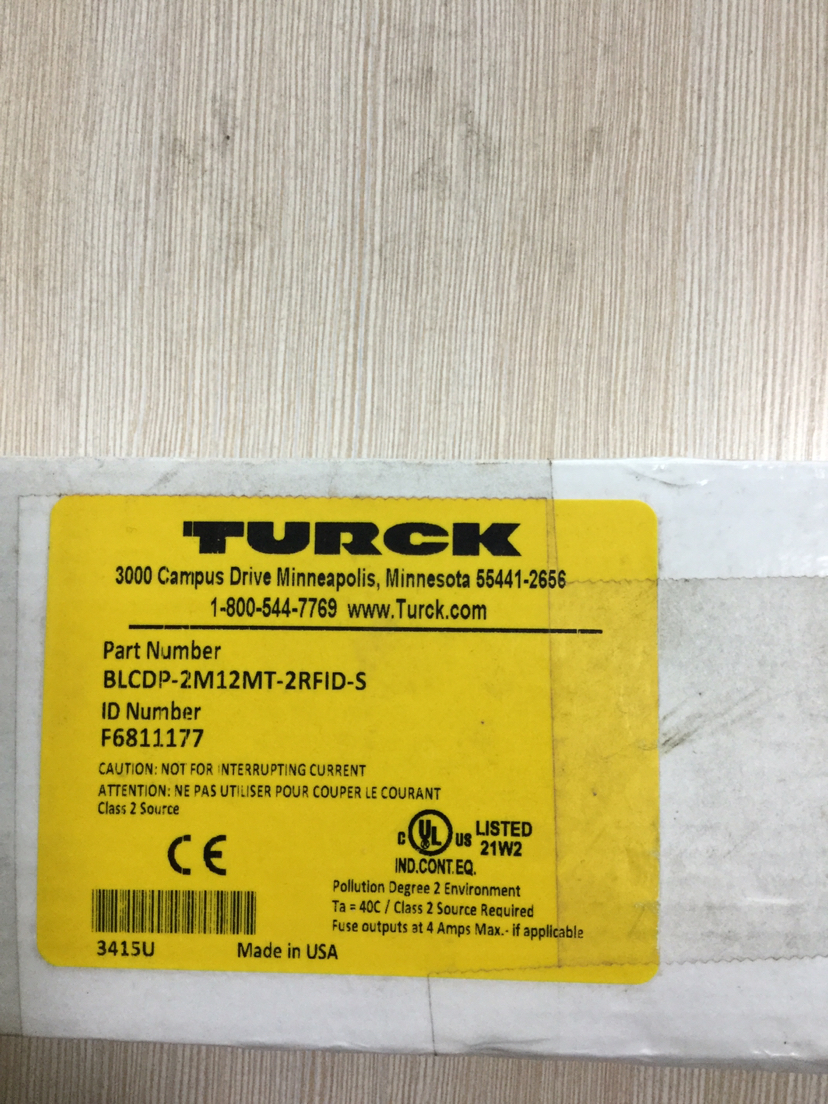 TURCK
3000 Campus Drive Minneapolis, Minnesota 55441-2656
1-800-544-7769 www.Turck.com
Part Number
BLCDP-2M12MT-2RFID-S
ID Number
F6811177
CAUTION: NOT FOR INTERRUPTING CURRENT
ATTENTION: NE PAS UTILISER POUR COUPER LE COURANT
Class 2 Source
CE
C UL US LISTED
21W2
IND.CONT.EQ.
Pollution Degree 2 Environment
Ta = 40C / Class 2 Source Required
Fuse outputs at 4 Amps Max.- if applicable
3415U
Made in USA